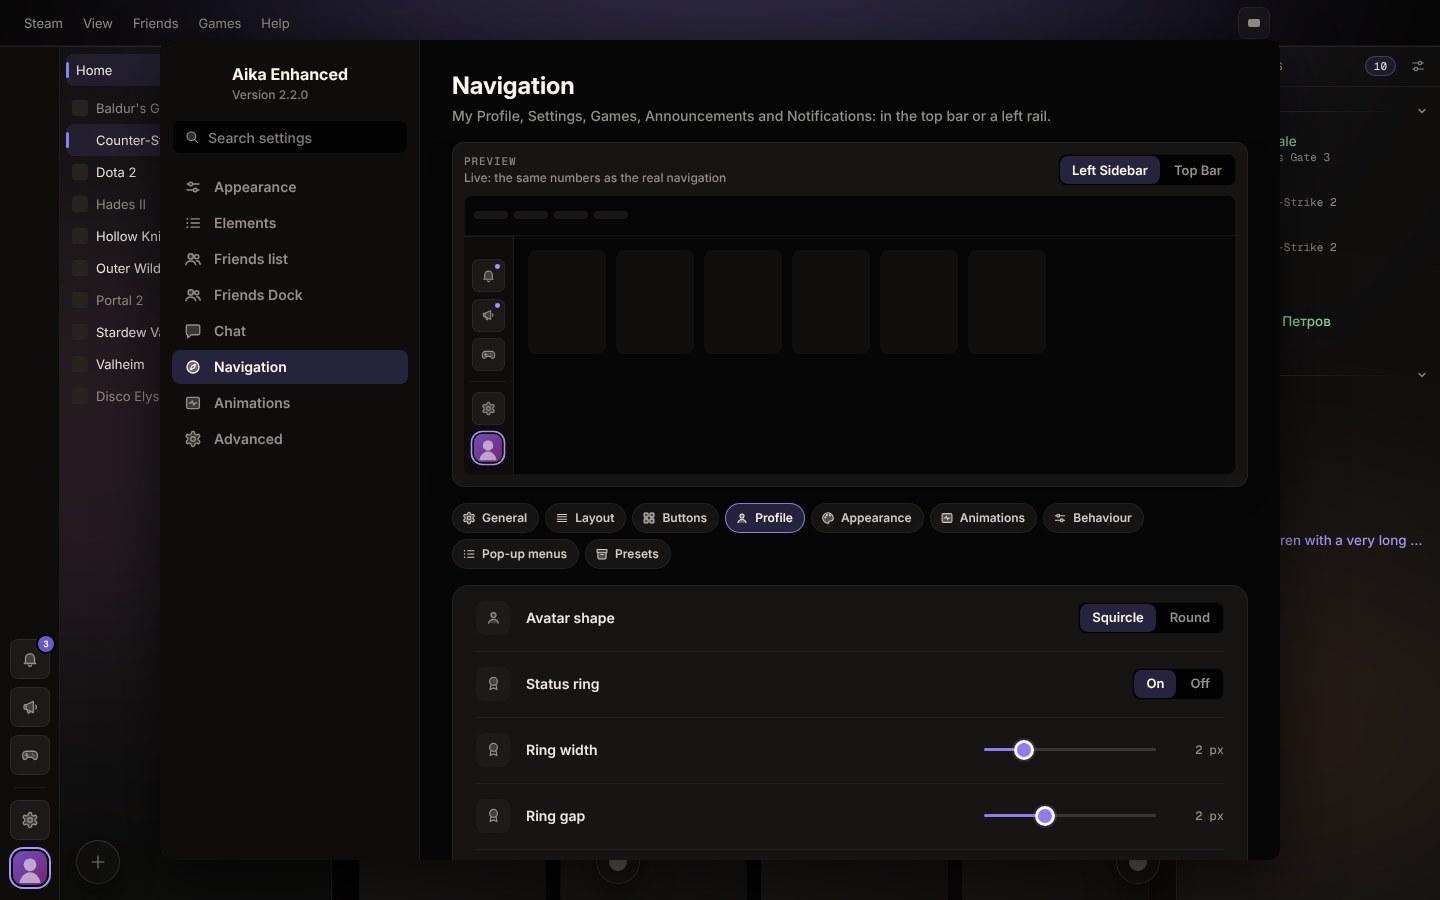 Steam View Friends Games Help
Home
Baldur's G
Counter-S
Dota 2
Hades II
Hollow Kni
Outer Wild
Portal 2
Stardew Va
Valheim
Disco Elys
3
Aika Enhanced
Version 2.2.0
Search settings
Appearance
Elements
Friends list
Friends Dock
Chat
Navigation
Animations
Advanced
Navigation
My Profile, Settings, Games, Announcements and Notifications: in the top bar or a left rail.
PREVIEW
Live: the same numbers as the real navigation
Left Sidebar Top Bar
General Layout Buttons Profile Appearance Animations Behaviour
Pop-up menus Presets
Avatar shape Squircle Round
Status ring On Off
Ring width 2 px
Ring gap 2 px
S 10
ale
s Gate 3
-Strike 2
-Strike 2
Петров
ren with a very long ...